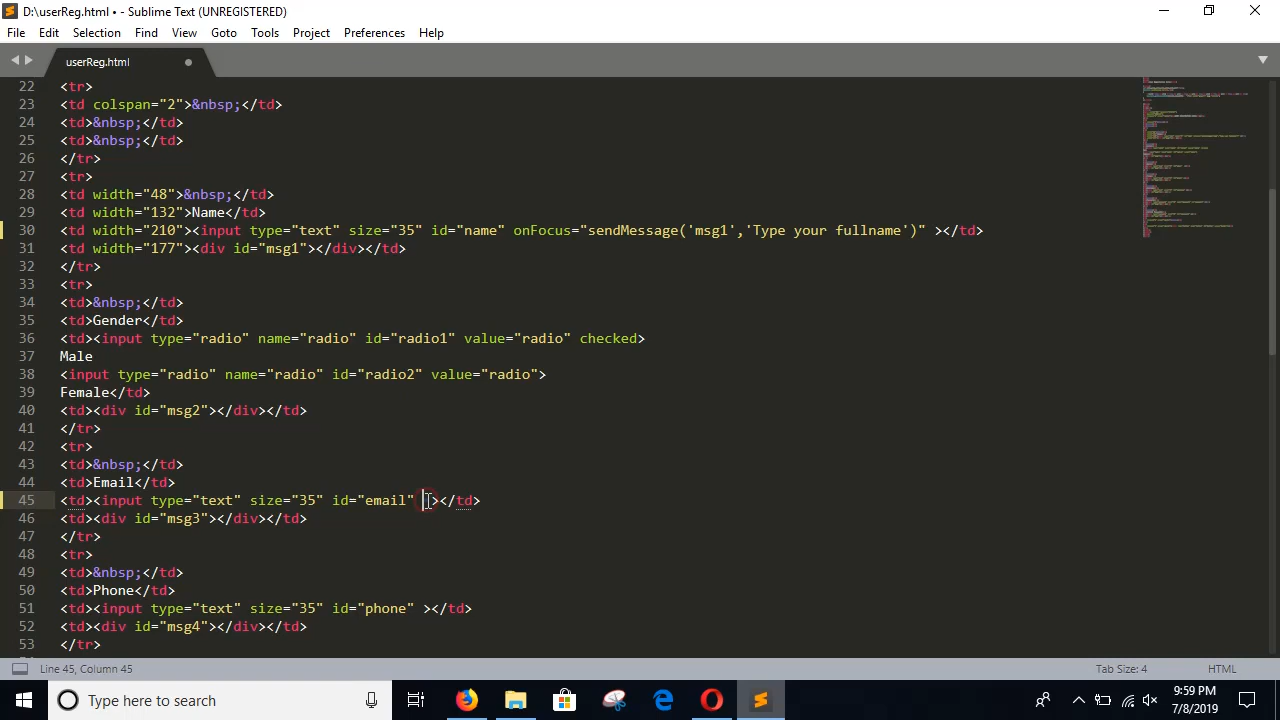 D:\userReg.html • - Sublime Text (UNREGISTERED)
File Edit Selection Find View Goto Tools Project Preferences Help
userReg.html
22 <tr>
23 <td colspan="2">&nbsp;</td>
24 <td>&nbsp;</td>
25 <td>&nbsp;</td>
26 </tr>
27 <tr>
28 <td width="48">&nbsp;</td>
29 <td width="132">Name</td>
30 <td width="210"><input type="text" size="35" id="name" onFocus="sendMessage('msg1','Type your fullname')" ></td>
31 <td width="177"><div id="msg1"></div></td>
32 </tr>
33 <tr>
34 <td>&nbsp;</td>
35 <td>Gender</td>
36 <td><input type="radio" name="radio" id="radio1" value="radio" checked>
37 Male
38 <input type="radio" name="radio" id="radio2" value="radio">
39 Female</td>
40 <td><div id="msg2"></div></td>
41 </tr>
42 <tr>
43 <td>&nbsp;</td>
44 <td>Email</td>
45 <td><input type="text" size="35" id="email" ></td>
46 <td><div id="msg3"></div></td>
47 </tr>
48 <tr>
49 <td>&nbsp;</td>
50 <td>Phone</td>
51 <td><input type="text" size="35" id="phone" ></td>
52 <td><div id="msg4"></div></td>
53 </tr>
Line 45, Column 45 Tab Size: 4 HTML
Type here to search
9:59 PM
7/8/2019